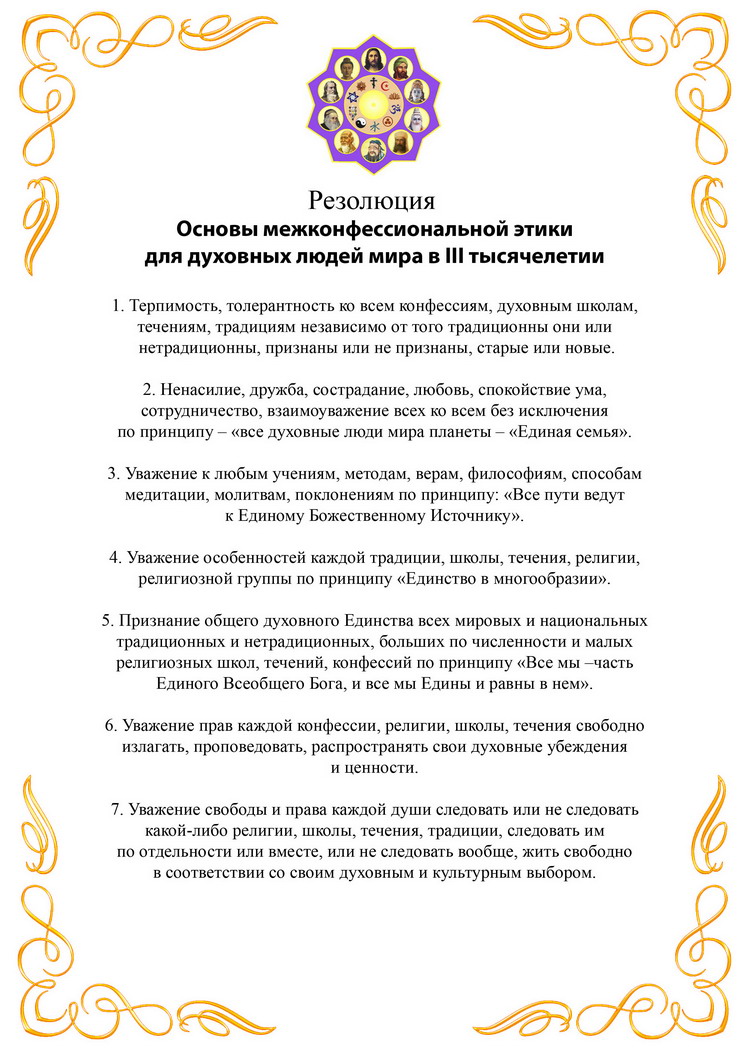 Резолюция
Основы межконфессиональной этики
для духовных людей мира в III тысячелетии
1. Терпимость, толерантность ко всем конфессиям, духовным школам,
течениям, традициям независимо от того традиционны они или
нетрадиционны, признаны или не признаны, старые или новые.
2. Ненасилие, дружба, сострадание, любовь, спокойствие ума,
сотрудничество, взаимоуважение всех ко всем без исключения
по принципу – «все духовные люди мира планеты – «Единая семья».
3. Уважение к любым учениям, методам, верам, философиям, способам
медитации, молитвам, поклонениям по принципу: «Все пути ведут
к Единому Божественному Источнику».
4. Уважение особенностей каждой традиции, школы, течения, религии,
религиозной группы по принципу «Единство в многообразии».
5. Признание общего духовного Единства всех мировых и национальных
традиционных и нетрадиционных, больших по численности и малых
религиозных школ, течений, конфессий по принципу «Все мы –часть
Единого Всеобщего Бога, и все мы Едины и равны в нем».
6. Уважение прав каждой конфессии, религии, школы, течения свободно
излагать, проповедовать, распространять свои духовные убеждения
и ценности.
7. Уважение свободы и права каждой души следовать или не следовать
какой-либо религии, школы, течения, традиции, следовать им
по отдельности или вместе, или не следовать вообще, жить свободно
в соответствии со своим духовным и культурным выбором.